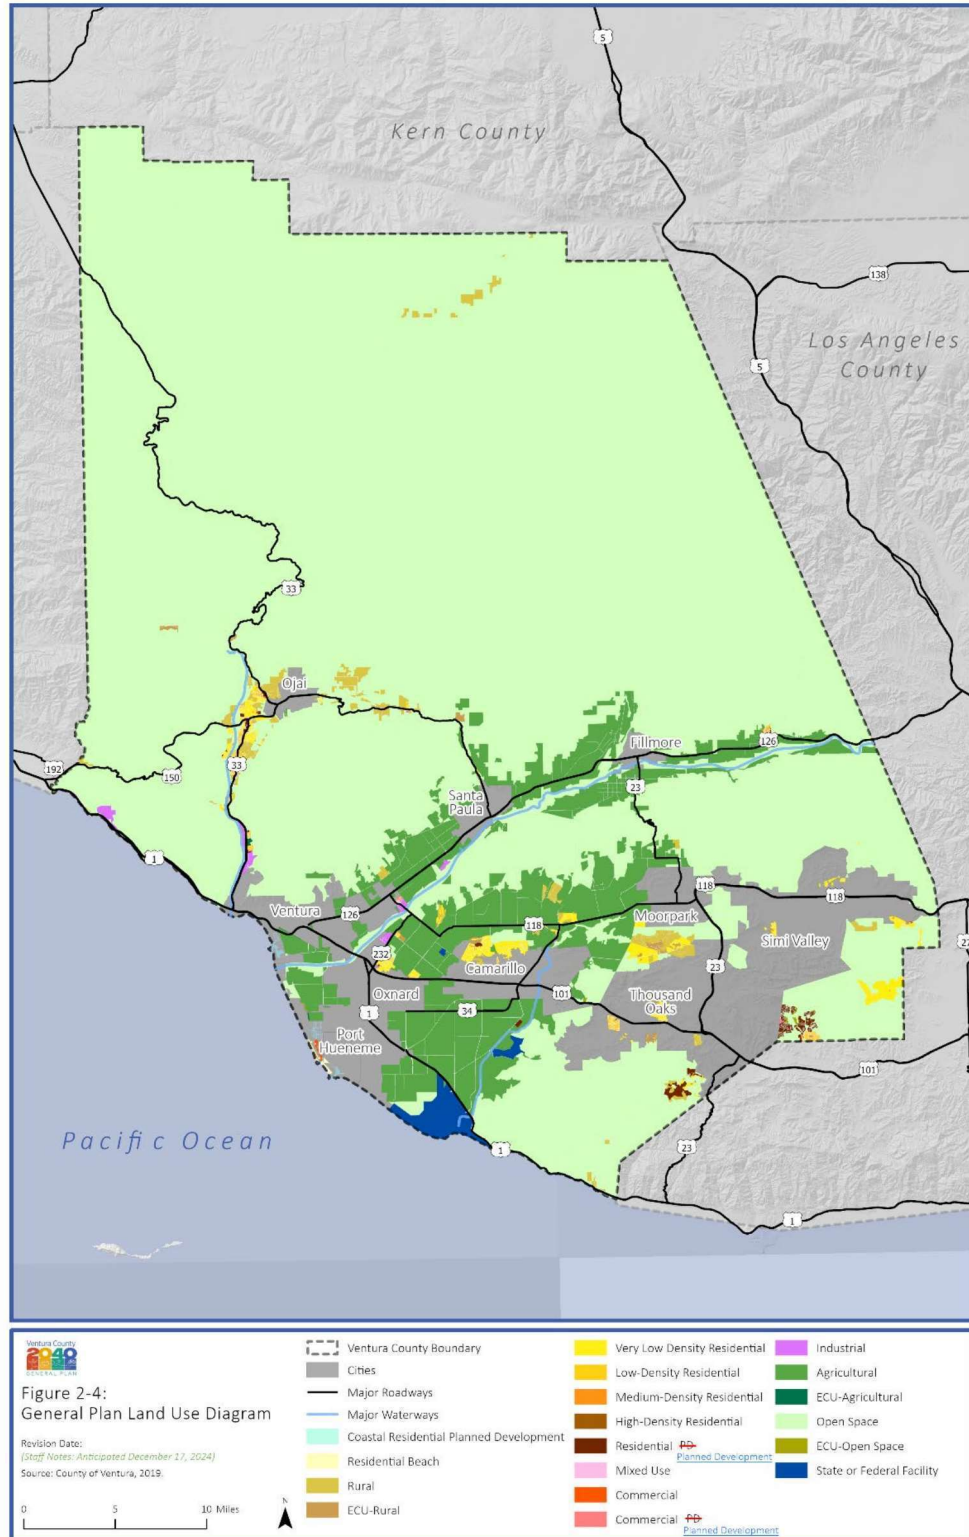 5
Kern County
138
Los Angeles
County
5
33
Ojai
Fillmore
126
192
150
33
23
Santa
Paula
1
118
118
Ventura
126
118
Moorpark
Simi Valley
232
Camarillo
23
Oxnard
101
Thousand
Oaks
1
34
Port
Hueneme
101
Pacific Ocean
1
23
1
Ventura County
2040
GENERAL PLAN
Figure 2-4:
General Plan Land Use Diagram
Revision Date:
(Staff Notes: Anticipated December 17, 2024)
Source: County of Ventura, 2019.
0 5 10 Miles
N
Ventura County Boundary
Cities
Major Roadways
Major Waterways
Coastal Residential Planned Development
Residential Beach
Rural
ECU-Rural
Very Low Density Residential
Low-Density Residential
Medium-Density Residential
High-Density Residential
Residential PD
Planned Development
Mixed Use
Commercial
Commercial PD
Planned Development
Industrial
Agricultural
ECU-Agricultural
Open Space
ECU-Open Space
State or Federal Facility